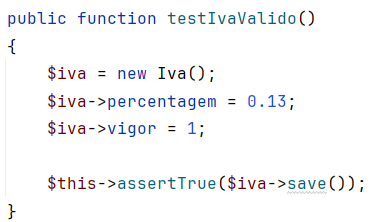 public function testIvaValido()
{
    $iva = new Iva();
    $iva->percentagem = 0.13;
    $iva->vigor = 1;

    $this->assertTrue($iva->save());
}